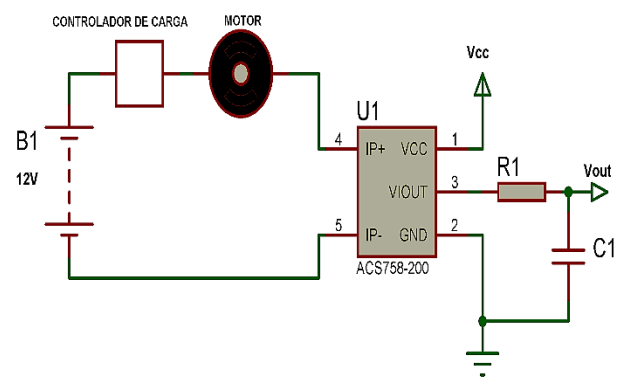 CONTROLADOR DE CARGA
MOTOR
Vcc
U1
B1
12V
4
IP+
VCC
1
R1
Vout
VIOUT
3
5
IP-
GND
2
C1
ACS758-200